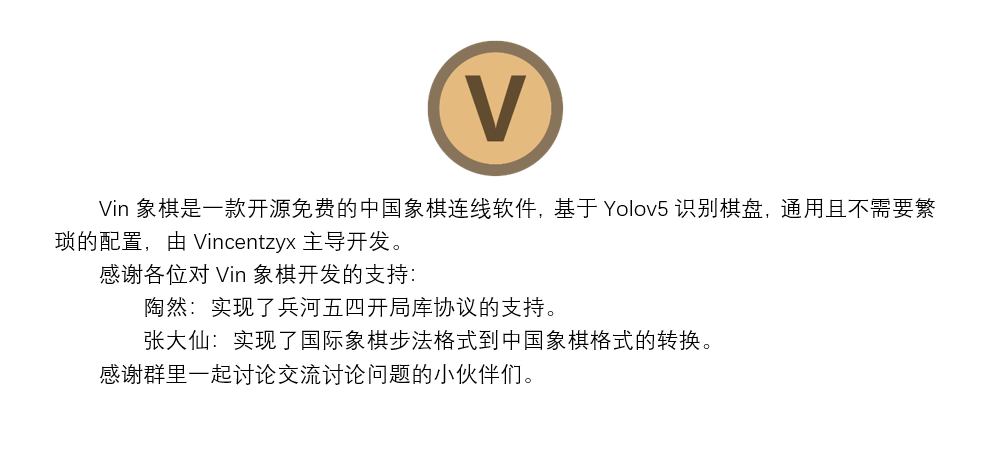 V
Vin 象棋是一款开源免费的中国象棋连线软件, 基于 Yolov5 识别棋盘, 通用且不需要繁
琐的配置，由 Vincentzyx 主导开发。
感谢各位对 Vin 象棋开发的支持：
陶然：实现了兵河五四开局库协议的支持。
张大仙：实现了国际象棋步法格式到中国象棋格式的转换。
感谢群里一起讨论交流讨论问题的小伙伴们。